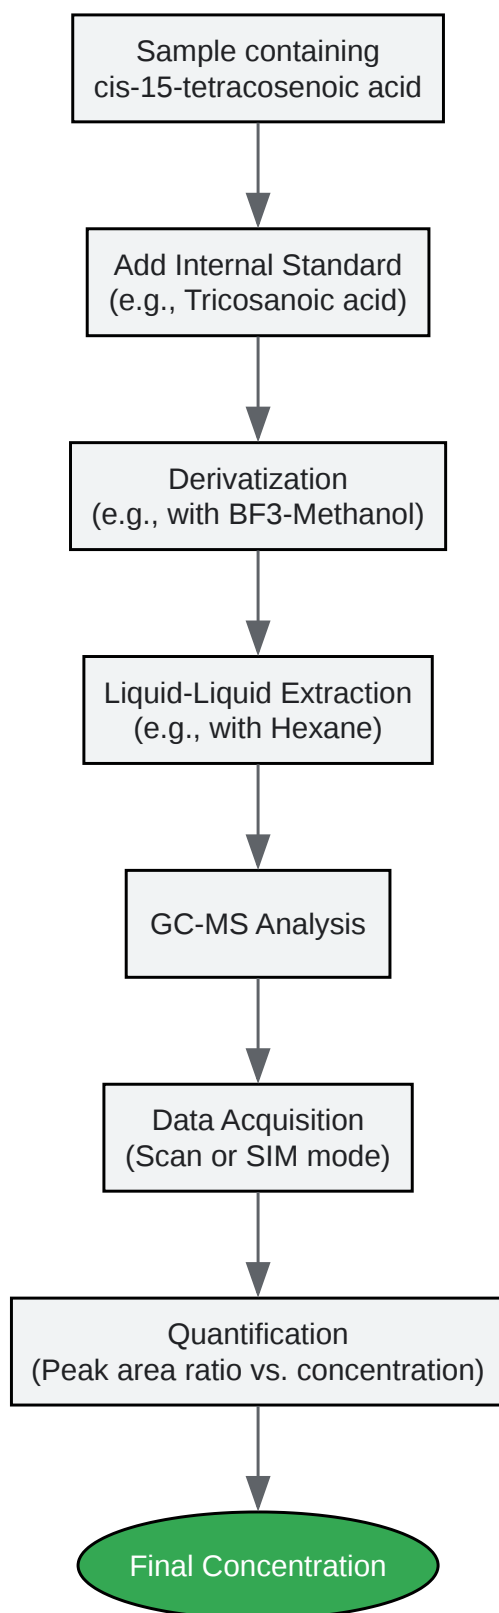 Sample containing
cis-15-tetracosenoic acid
Add Internal Standard
(e.g., Tricosanoic acid)
Derivatization
(e.g., with BF3-Methanol)
Liquid-Liquid Extraction
(e.g., with Hexane)
GC-MS Analysis
Data Acquisition
(Scan or SIM mode)
Quantification
(Peak area ratio vs. concentration)
Final Concentration